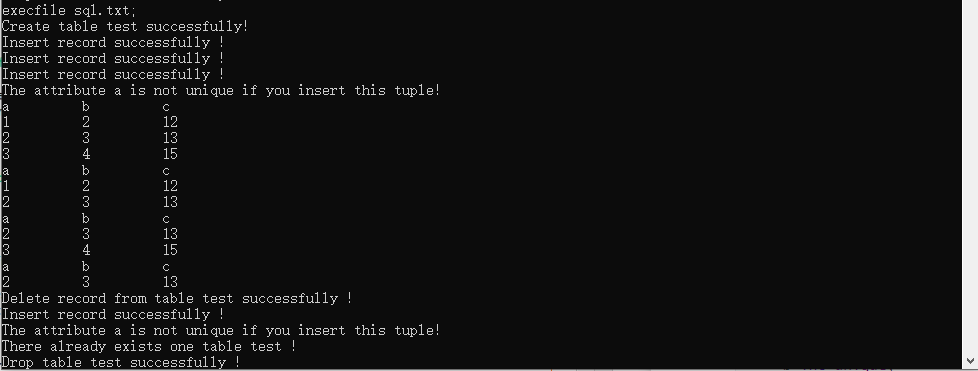 execfile sql.txt;
Create table test successfully!
Insert record successfully !
Insert record successfully !
Insert record successfully !
The attribute a is not unique if you insert this tuple!
a b c
1 2 12
2 3 13
3 4 15
a b c
1 2 12
2 3 13
a b c
2 3 13
3 4 15
a b c
2 3 13
Delete record from table test successfully !
Insert record successfully !
The attribute a is not unique if you insert this tuple!
There already exists one table test !
Drop table test successfully !